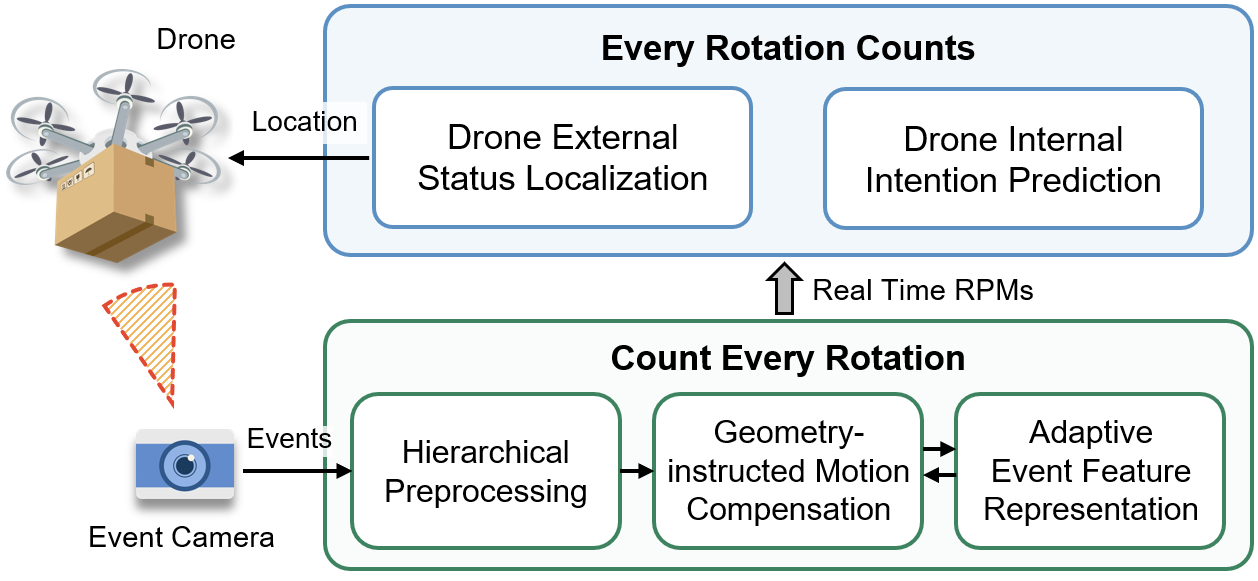 Drone
Every Rotation Counts
Location
Drone External
Status Localization
Drone Internal
Intention Prediction
Real Time RPMs
Count Every Rotation
Events
Hierarchical
Preprocessing
Geometry-
instructed Motion
Compensation
Adaptive
Event Feature
Representation
Event Camera